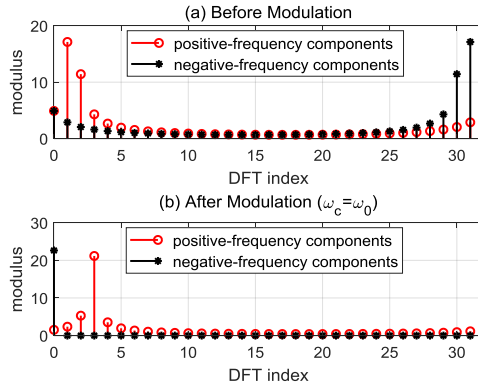 (a) Before Modulation
20
10
0
modulus
positive-frequency components
negative-frequency components
0 5 10 15 20 25 30
DFT index
(b) After Modulation (ω_c=ω_0)
30
20
10
0
modulus
positive-frequency components
negative-frequency components
0 5 10 15 20 25 30
DFT index